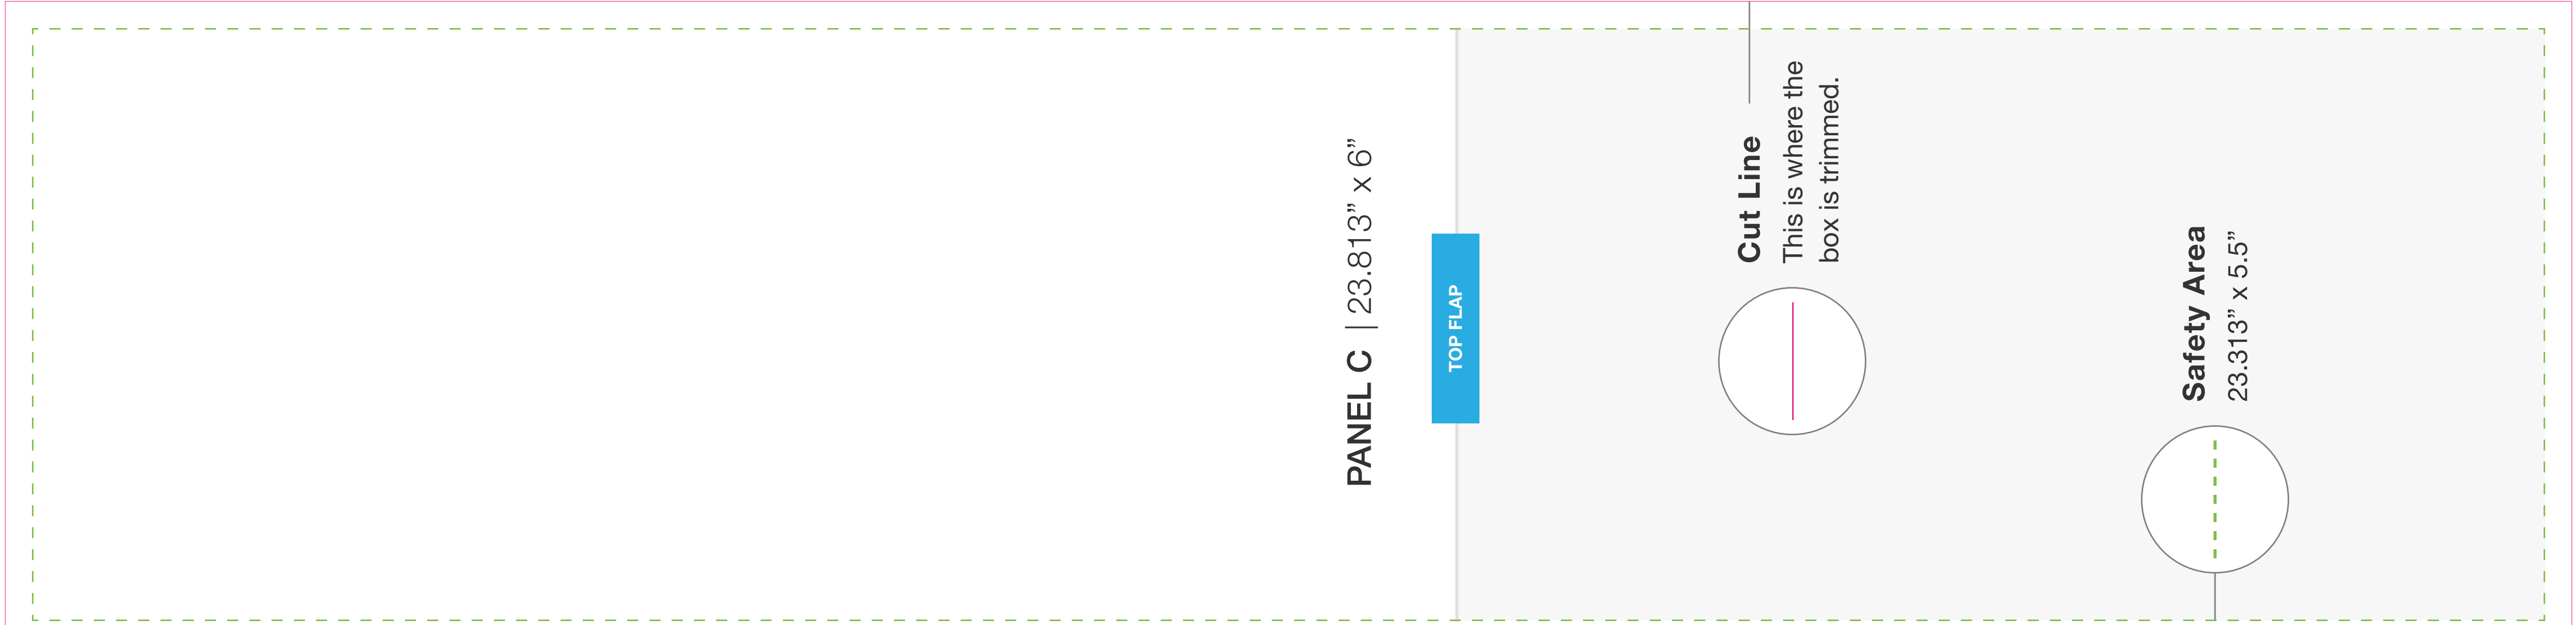 PANEL C | 23.813” x 6”
TOP FLAP
Cut Line
This is where the
box is trimmed.
Safety Area
23.313” x 5.5”